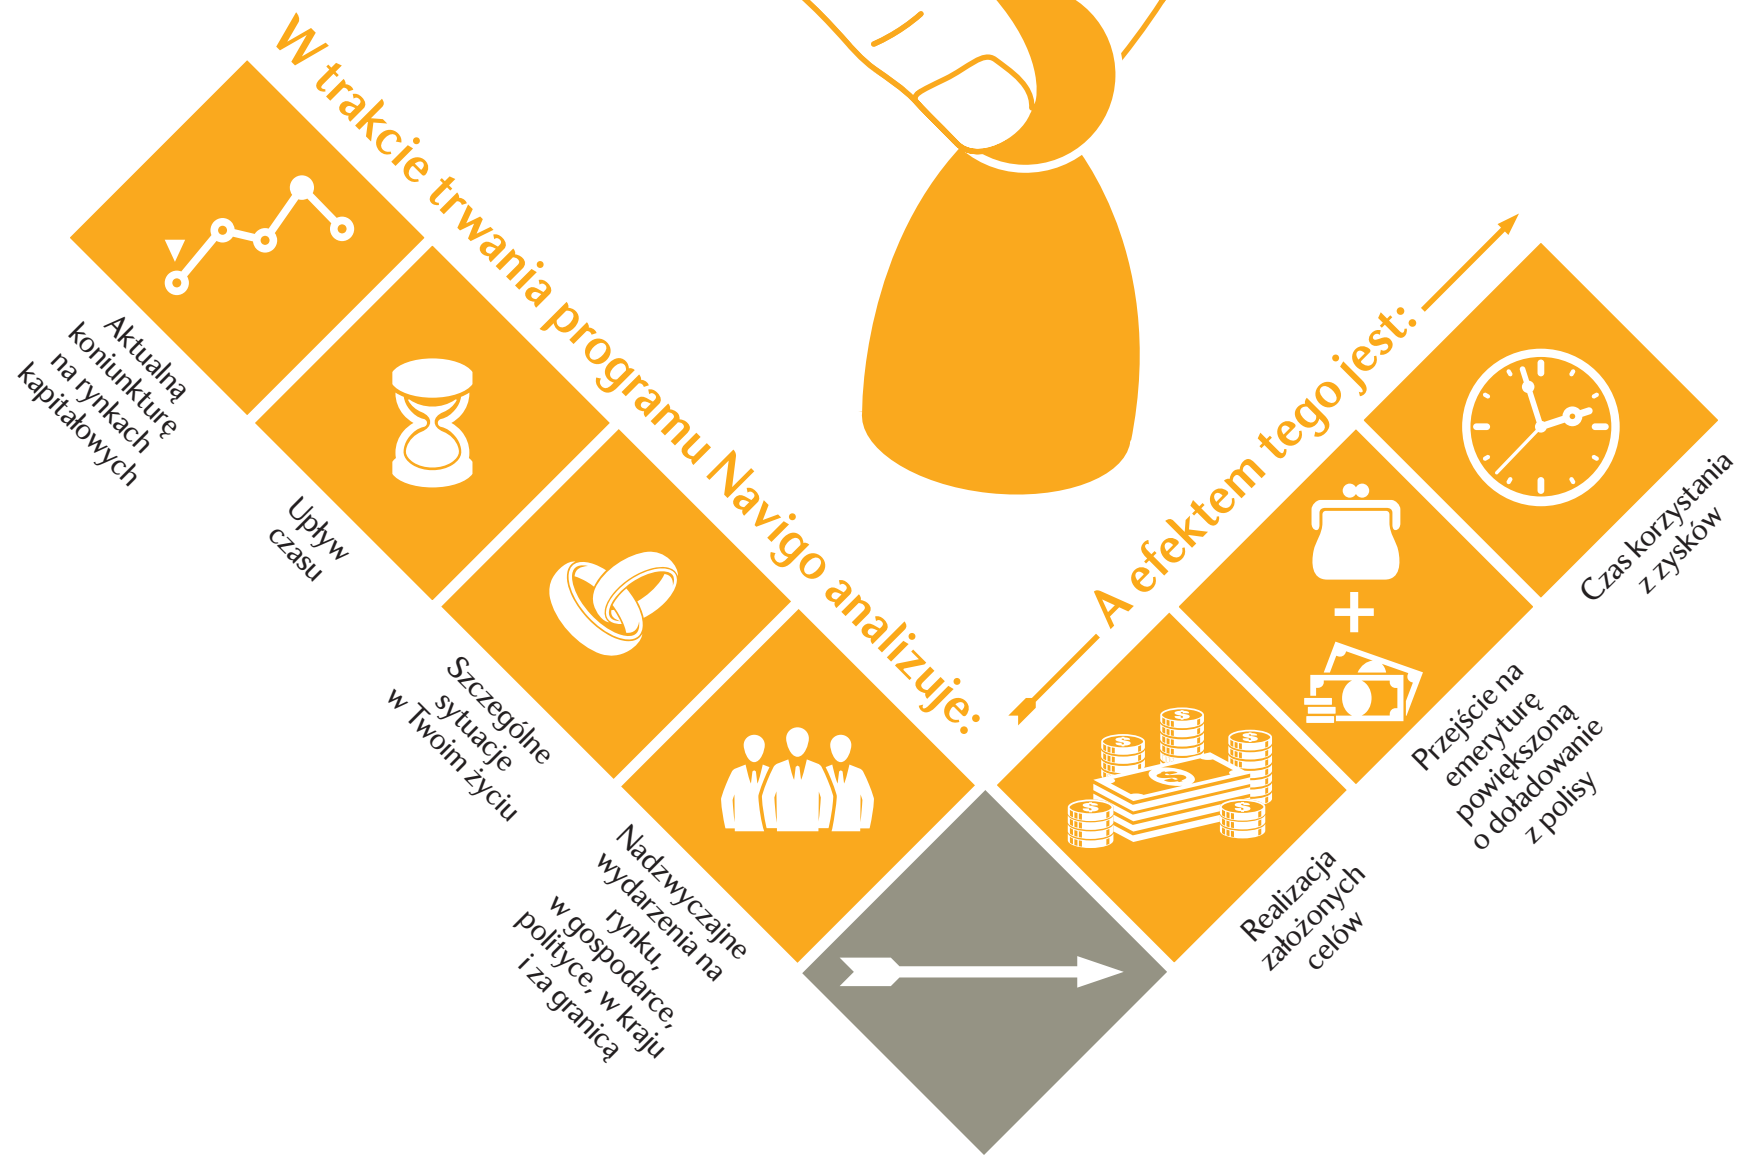 W trakcie trwania programu Navigo analizuje:
Aktualną
koniunkturę
na rynkach
kapitałowych
Upływ
czasu
Szczególne
sytuacje
w Twoim życiu
Nadzwyczajne
wydarzenia na
rynku,
w gospodarce,
polityce, w kraju
i za granicą
A efektem tego jest:
Realizacja
założonych
celów
Przejście na
emeryturę
powiększoną
o doładowanie
z polisy
Czas korzystania
z zysków